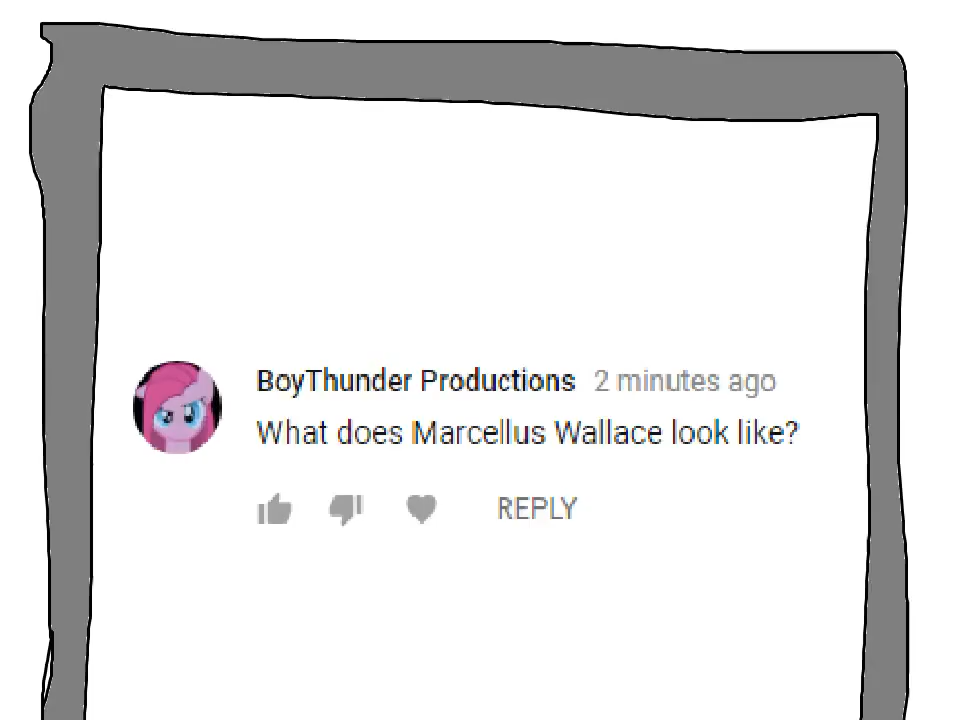 BoyThunder Productions 2 minutes ago
What does Marcellus Wallace look like?
REPLY